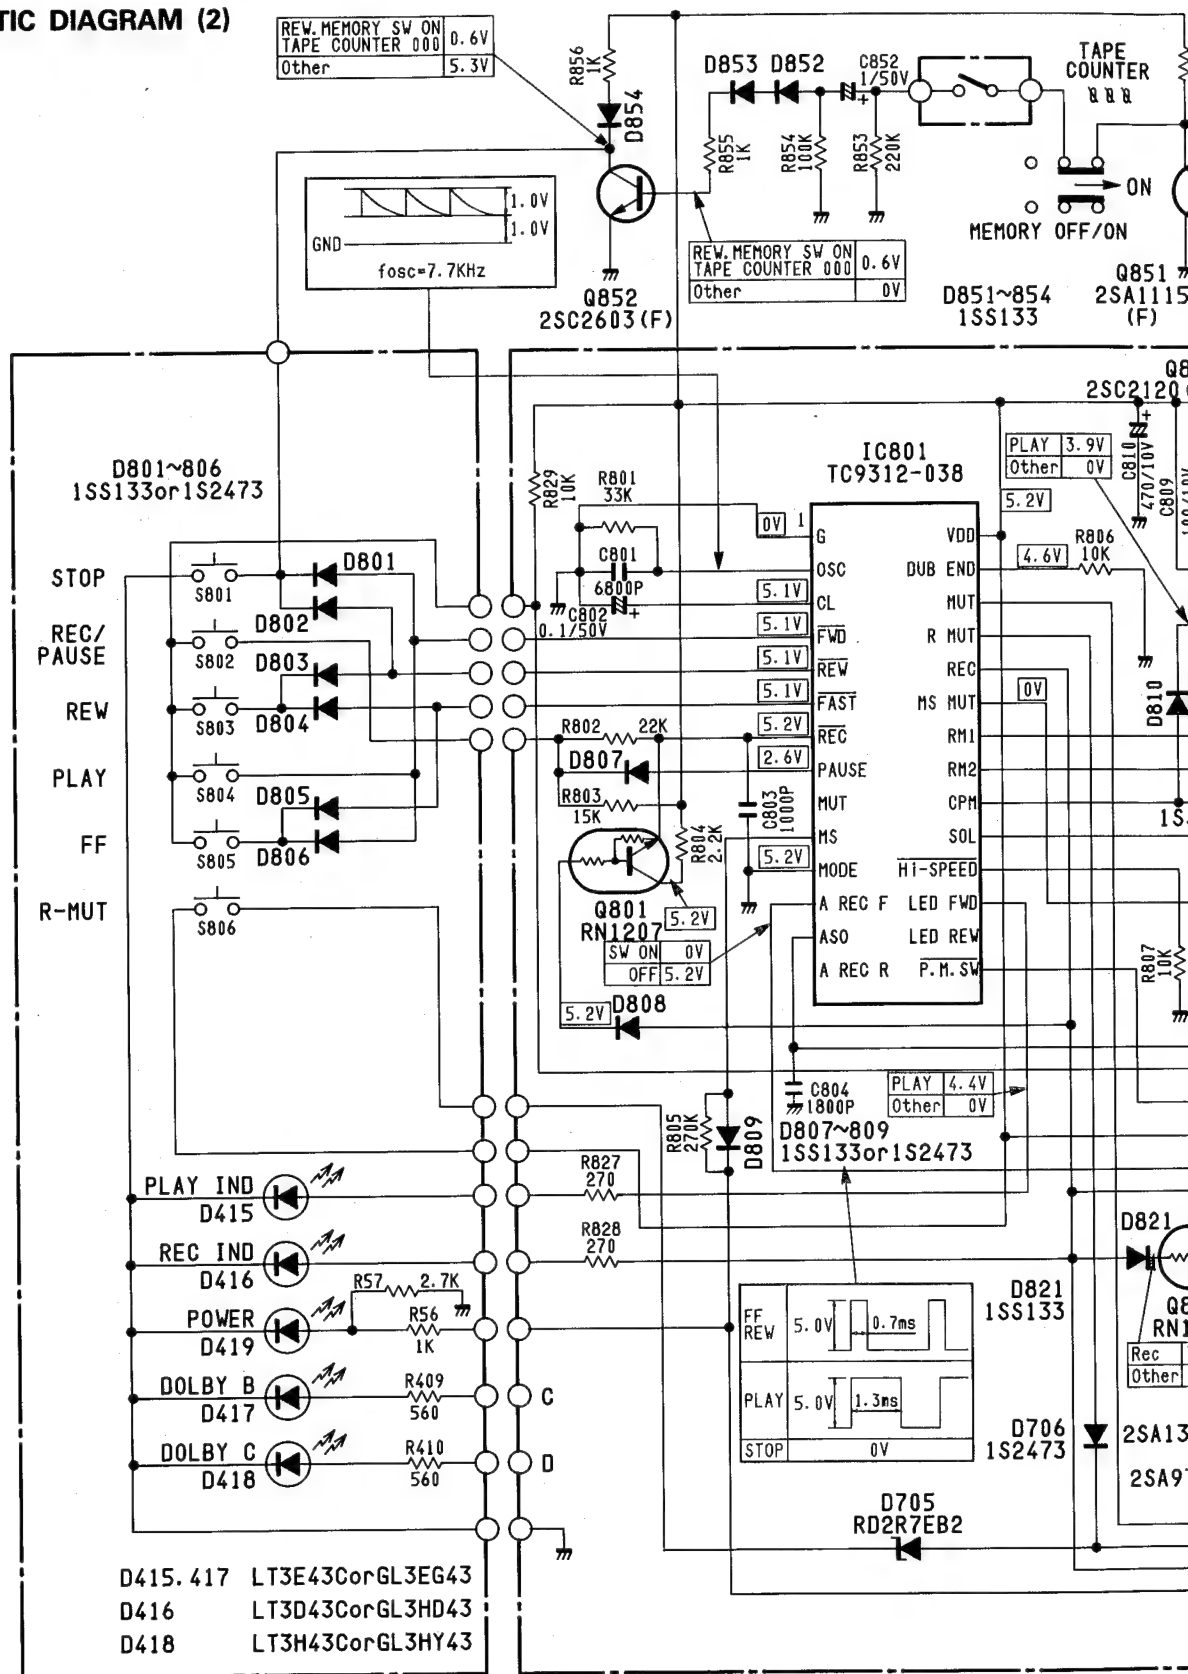 TIC DIAGRAM (2)
REW. MEMORY SW ON
TAPE COUNTER 000
0.6V
Other
5.3V
R856
1K
D854
D853 D852
C852
1/50V
+
R855
1K
R854
100K
R853
220K
TAPE
COUNTER
ON
MEMORY OFF/ON
1.0V
1.0V
GND
fosc=7.7KHz
Q852
2SC2603(F)
REW. MEMORY SW ON
TAPE COUNTER 000
0.6V
Other
0V
D851~854
1SS133
Q851
2SA1115
(F)
Q8
2SC2120
D801~806
1SS133or1S2473
R829
10K
R801
33K
C801
6800P
C802
0.1/50V
+
IC801
TC9312-038
PLAY 3.9V
Other 0V
C810
470/10V
+
C809
100/10V
5.2V
4.6V
R806
10K
0V 1
G
VDD
OSC
DUB END
5.1V
CL
MUT
5.1V
FWD
R MUT
5.1V
REW
REC
5.1V
FAST
MS MUT
0V
5.2V
REC
RM1
2.6V
PAUSE
RM2
MUT
CPM
MS
SOL
5.2V
MODE
Hi-SPEED
A REC F
LED FWD
ASO
LED REW
A REC R
P.M.SW
D810
1S
STOP
S801
D801
REC/
PAUSE
S802
D802
D803
REW
S803
D804
PLAY
S804
D805
FF
S805
D806
R-MUT
S806
R802
22K
D807
R803
15K
C803
1000P
R804
2.2K
Q801
RN1207
5.2V
SW ON 0V
OFF 5.2V
5.2V
D808
R807
10K
C804
1800P
PLAY 4.4V
Other 0V
R805
270K
D809
D807~809
1SS133or1S2473
PLAY IND
D415
R827
270
REC IND
D416
R828
270
R57
2.7K
POWER
D419
R56
1K
DOLBY B
D417
R409
560
C
DOLBY C
D418
R410
560
D
FF
REW
5.0V
0.7ms
PLAY
5.0V
1.3ms
STOP
0V
D821
D821
1SS133
Q8
RN1
Rec
Other
D706
1S2473
2SA13
2SA9
D705
RD2R7EB2
D415.417 LT3E43CorGL3EG43
D416 LT3D43CorGL3HD43
D418 LT3H43CorGL3HY43